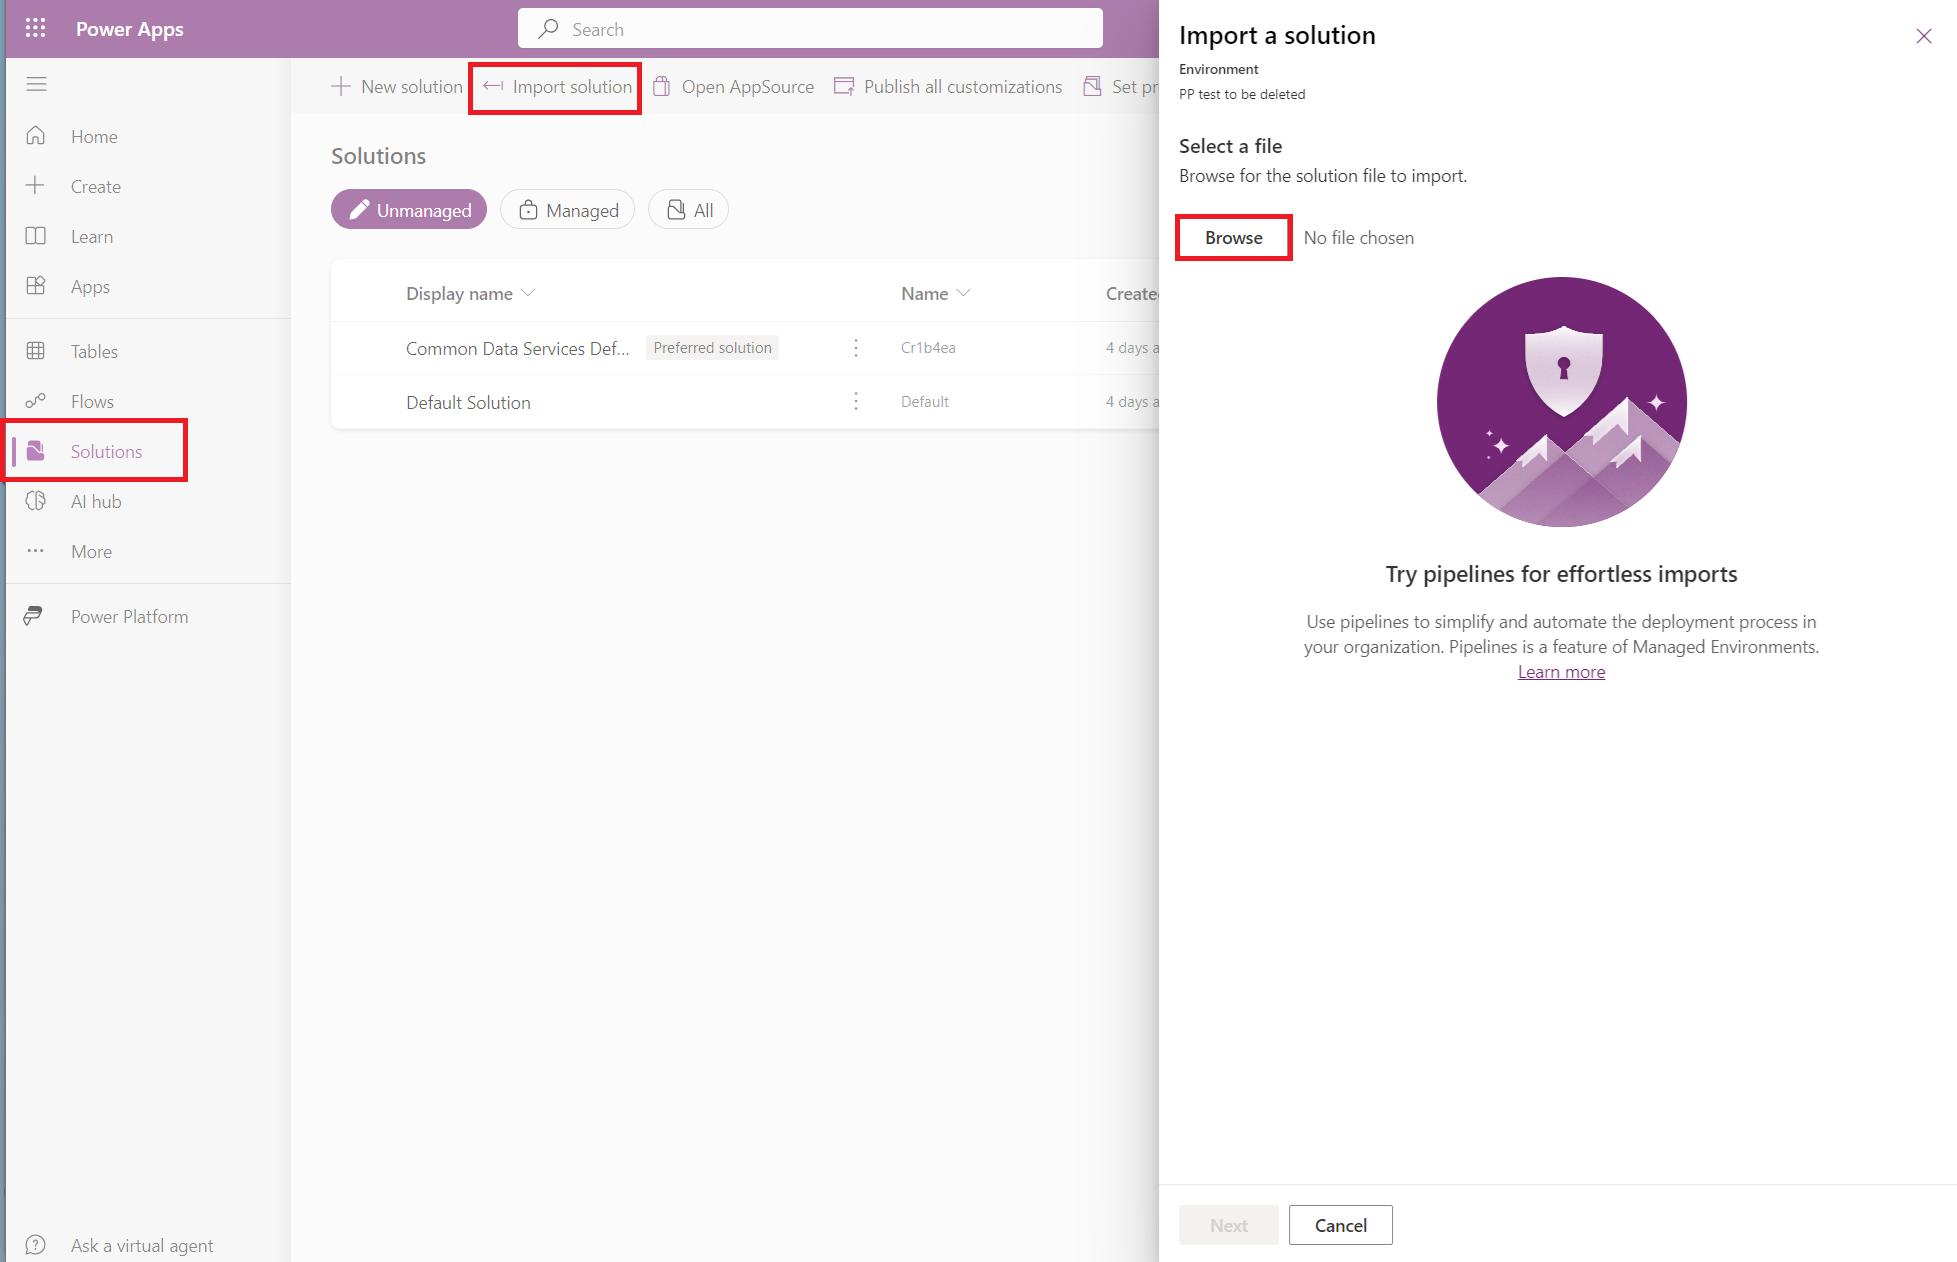 Power Apps
Search
Home
Create
Learn
Apps
Tables
Flows
Solutions
AI hub
More
Power Platform
Ask a virtual agent
New solution
Import solution
Open AppSource
Publish all customizations
Set pr
Solutions
Unmanaged
Managed
All
Display name
Name
Create
Common Data Services Def...
Preferred solution
Cr1b4ea
4 days a
Default Solution
Default
4 days a
Import a solution
Environment
PP test to be deleted
Select a file
Browse for the solution file to import.
Browse
No file chosen
Try pipelines for effortless imports
Use pipelines to simplify and automate the deployment process in
your organization. Pipelines is a feature of Managed Environments.
Learn more
Next
Cancel